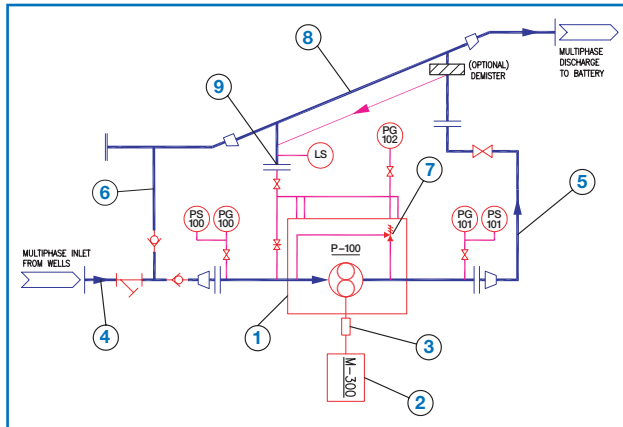 8
MULTIPHASE
DISCHARGE
TO BATTERY
(OPTIONAL)
DEMISTER
9
PG
102
LS
6
7
PS
100
PG
100
PG
101
PS
101
5
P-100
MULTIPHASE INLET
FROM WELLS
4
1
3
M-300
2